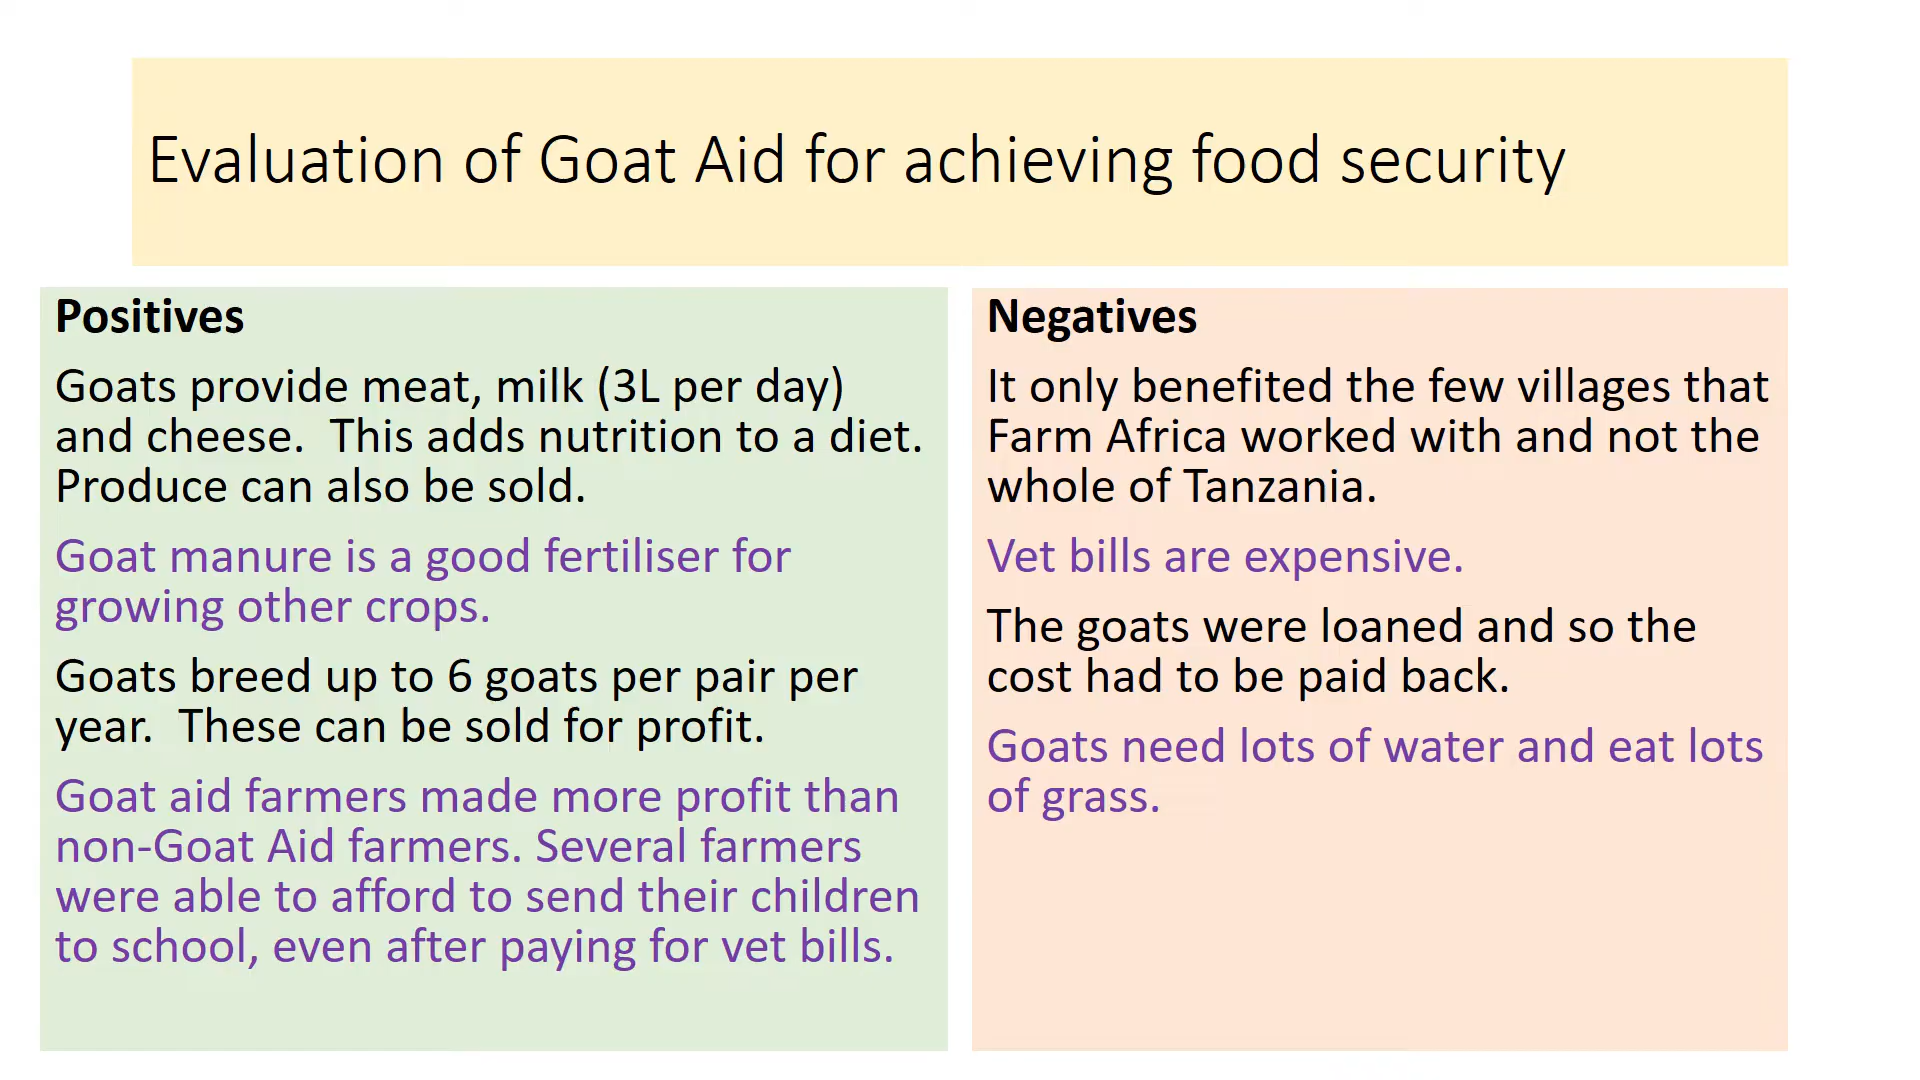 Evaluation of Goat Aid for achieving food security
Positives
Goats provide meat, milk (3L per day)
and cheese.  This adds nutrition to a diet.
Produce can also be sold.
Goat manure is a good fertiliser for
growing other crops.
Goats breed up to 6 goats per pair per
year.  These can be sold for profit.
Goat aid farmers made more profit than
non-Goat Aid farmers. Several farmers
were able to afford to send their children
to school, even after paying for vet bills.
Negatives
It only benefited the few villages that
Farm Africa worked with and not the
whole of Tanzania.
Vet bills are expensive.
The goats were loaned and so the
cost had to be paid back.
Goats need lots of water and eat lots
of grass.